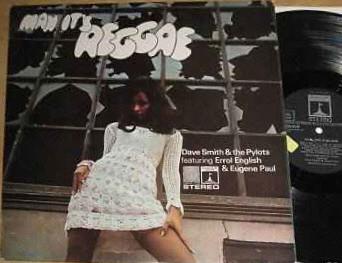 MAN IT'S
REGGAE
Dave Smith & the Pylots
featuring Errol English
& Eugene Paul
STEREO